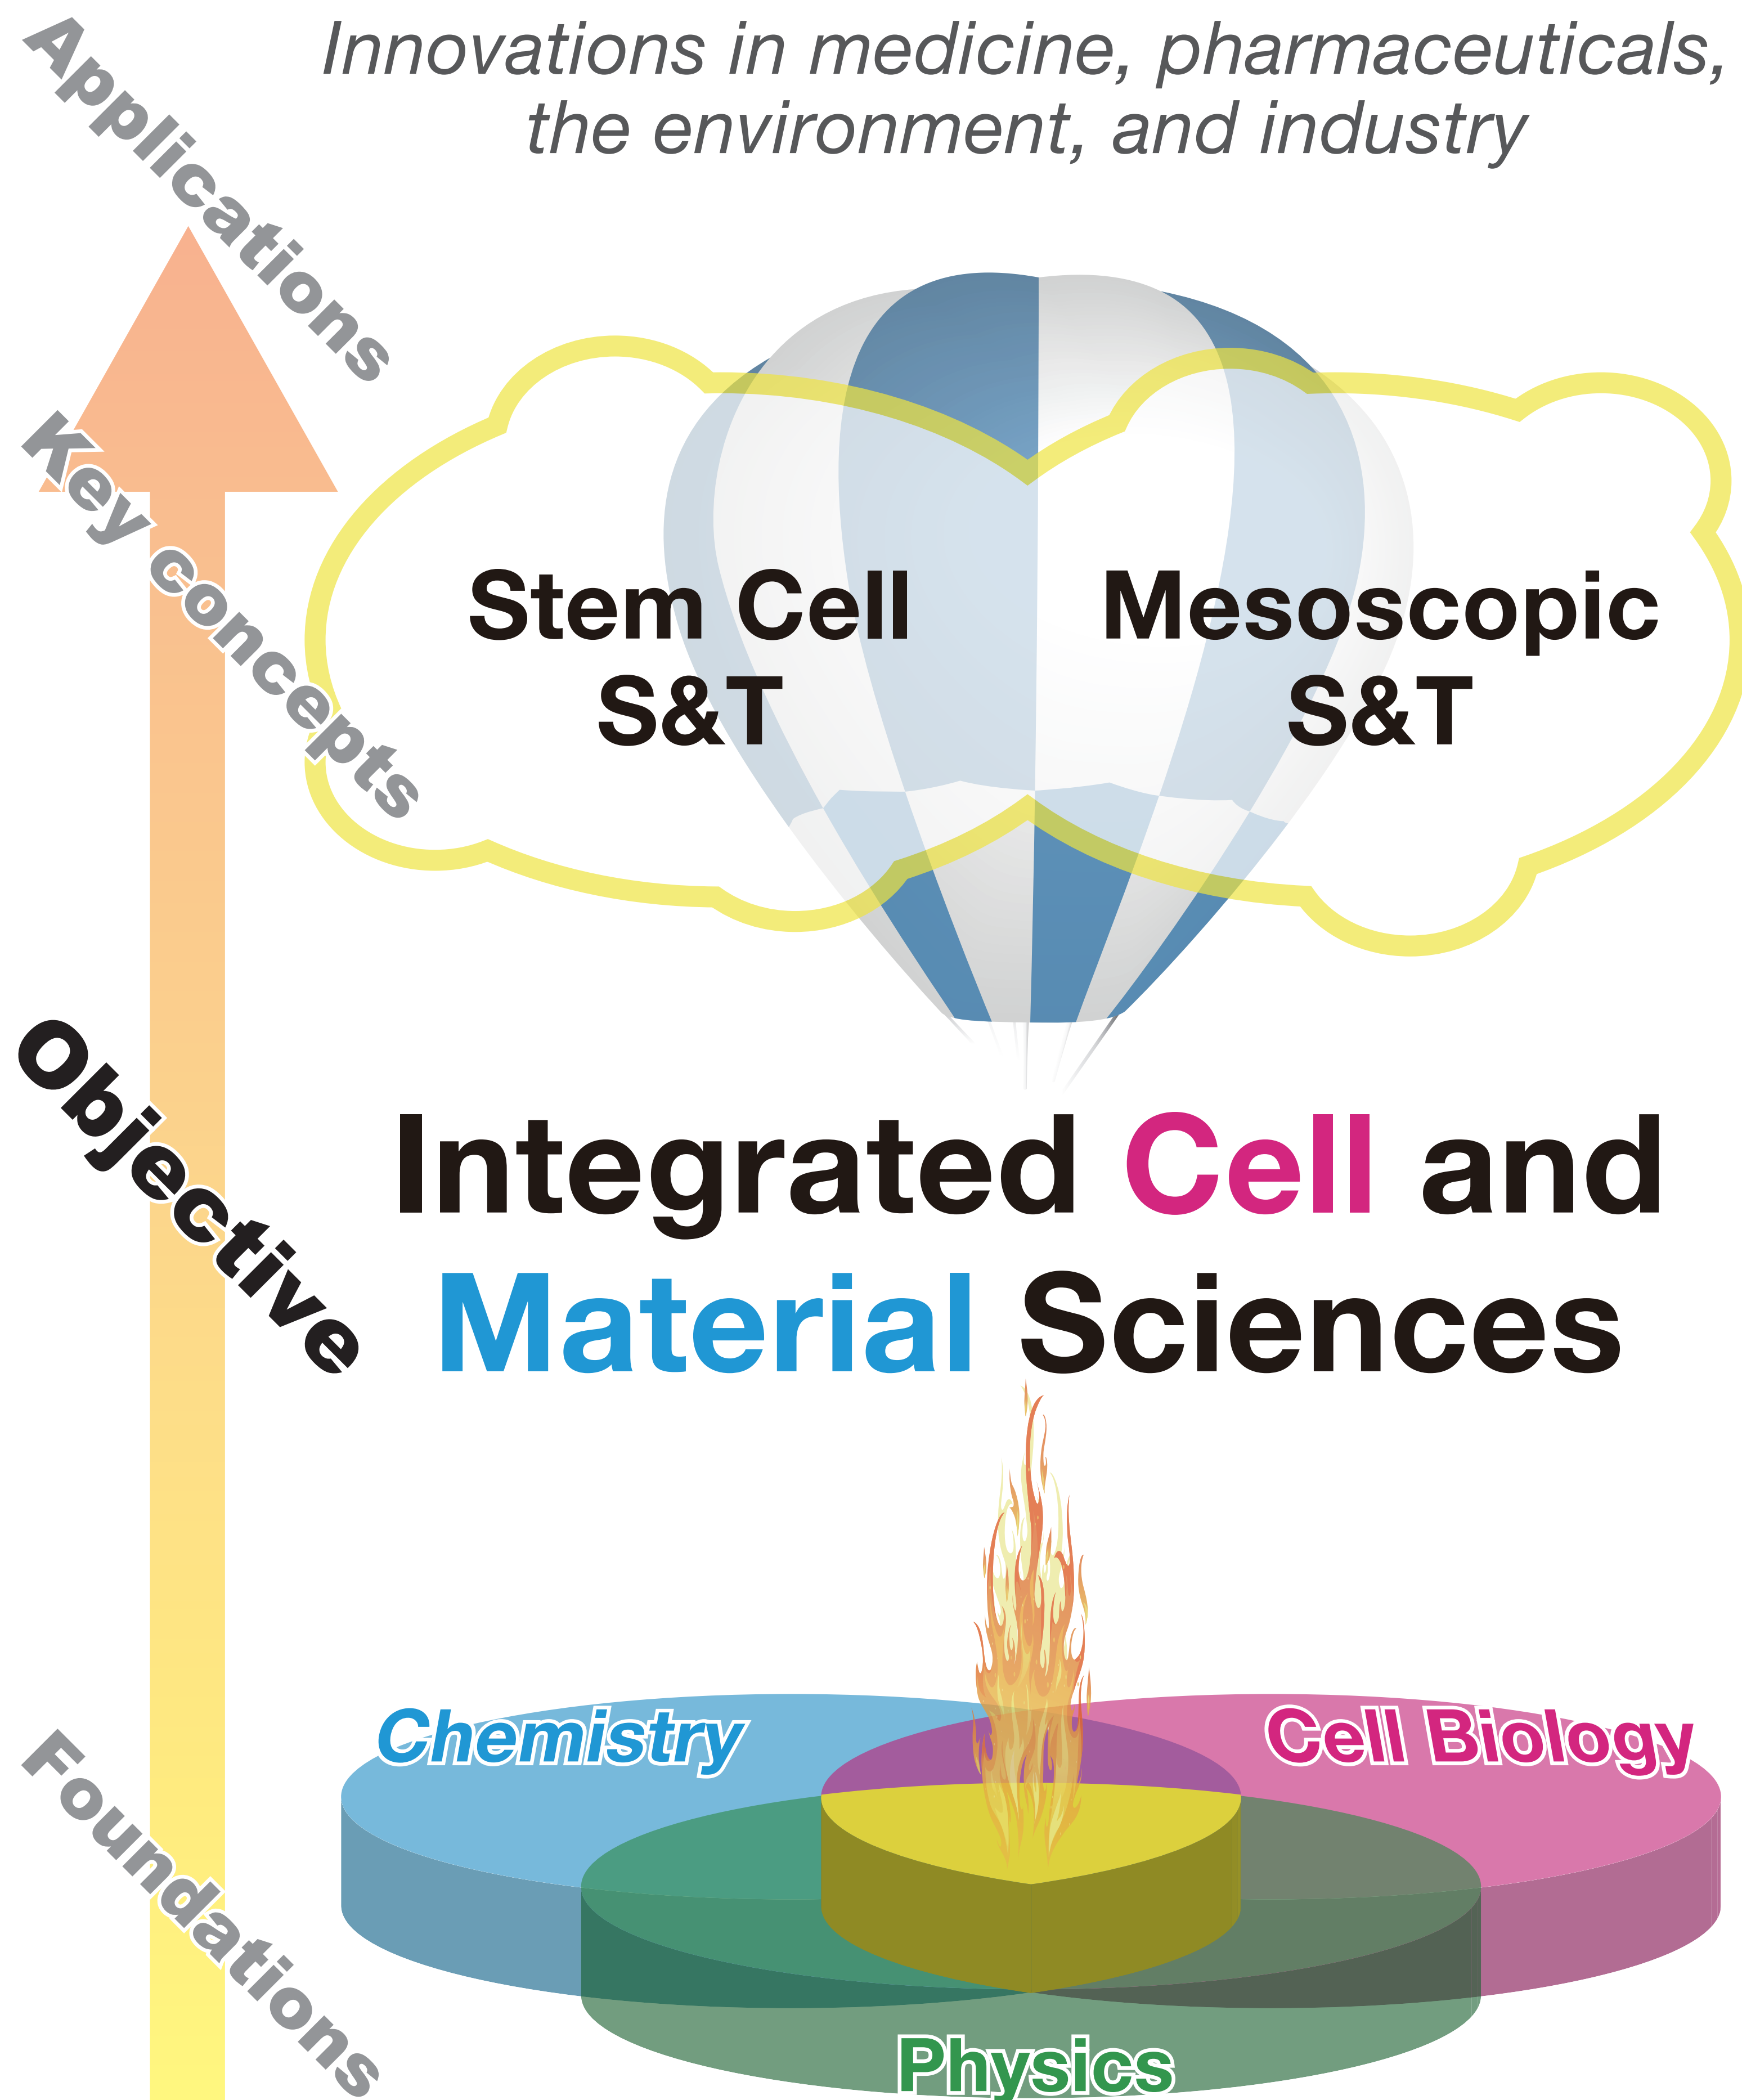 Applications
Innovations in medicine, pharmaceuticals,
the environment, and industry
Key concepts
Stem Cell
S&T
Mesoscopic
S&T
Objective
Integrated Cell and
Material Sciences
Foundations
Chemistry
Cell Biology
Physics